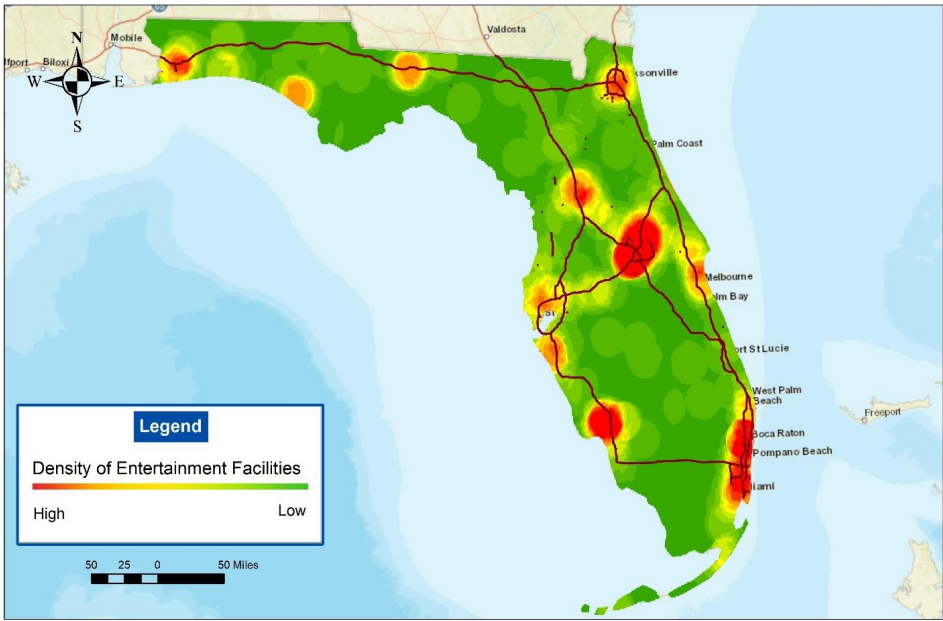 65
Valdosta
Mobile
lfport
Biloxi
N
W
E
S
ksonville
Palm Coast
Melbourne
lm Bay
St
ort St Lucie
West Palm
Beach
Freeport
Boca Raton
Pompano Beach
iami
Legend
Density of Entertainment Facilities
High
Low
50 25 0 50 Miles